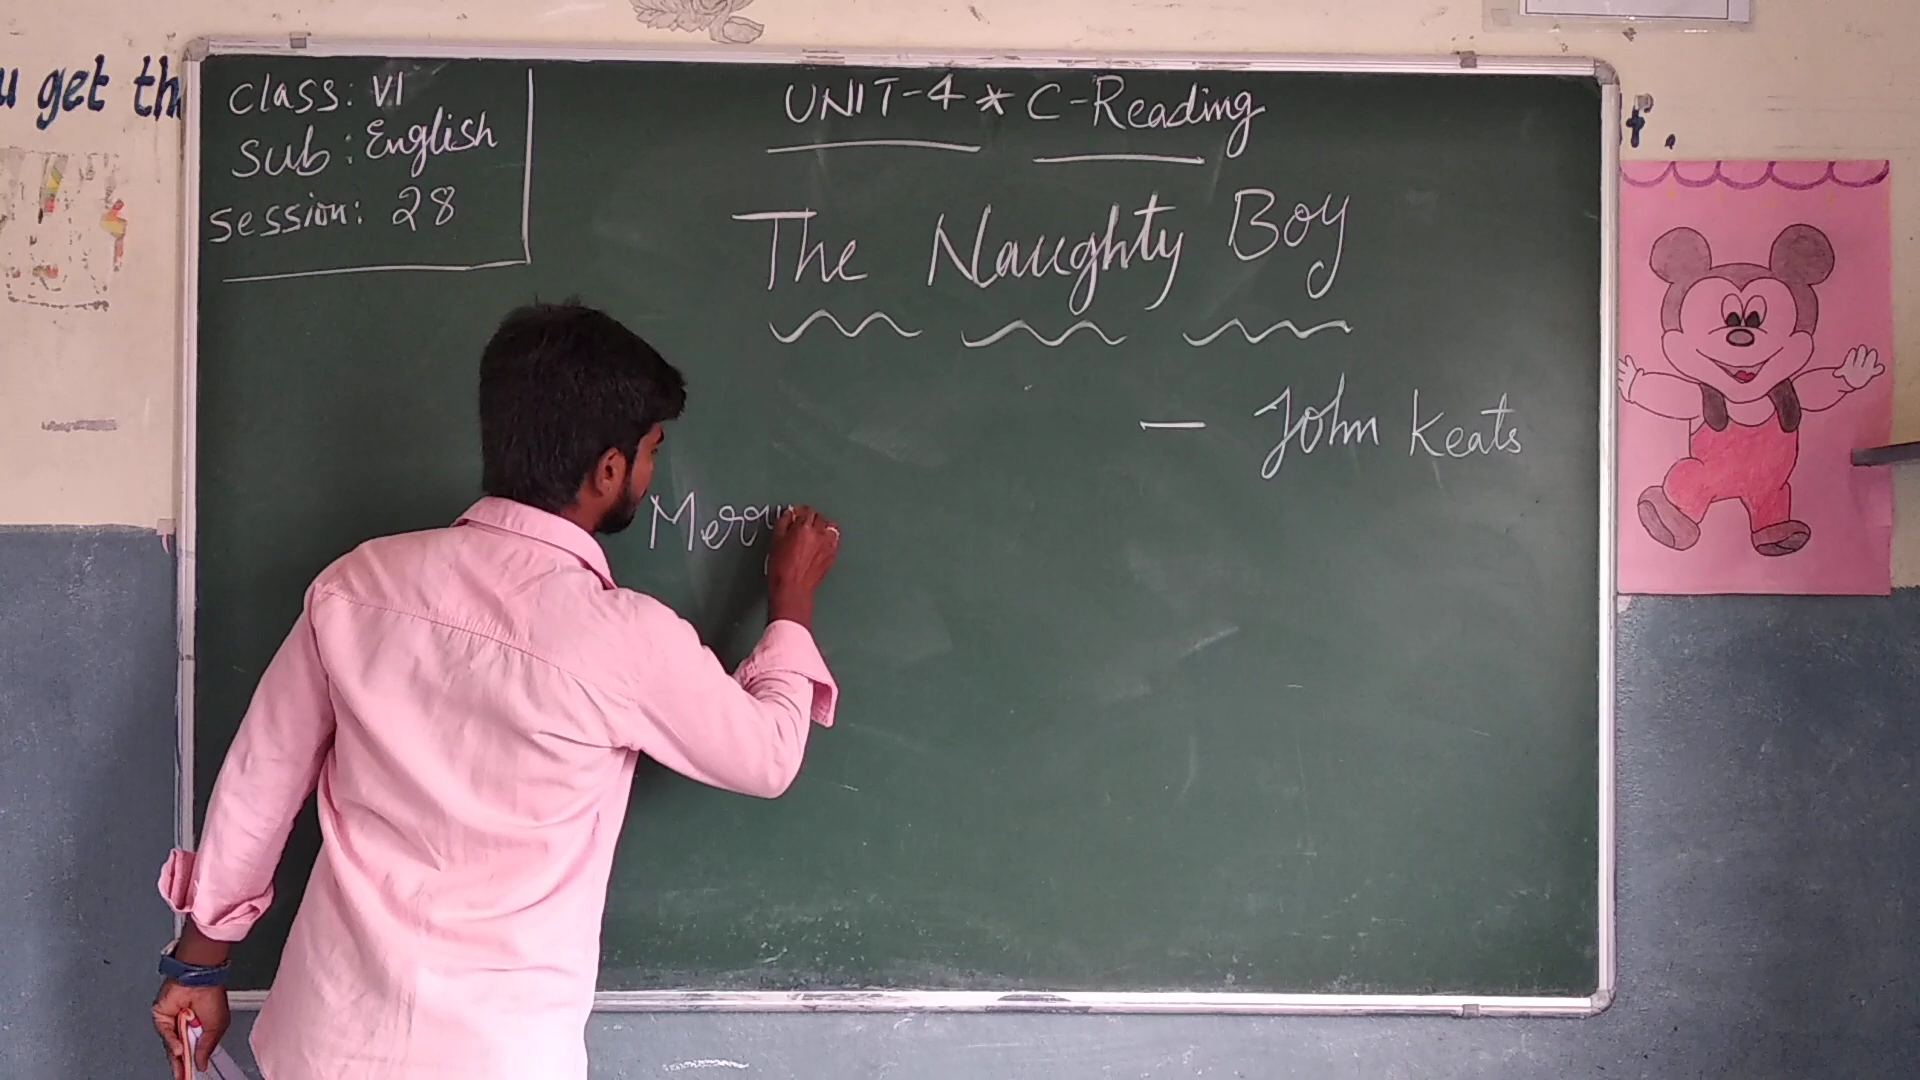 u get th
Class: VI
Sub: English
Session: 28
UNIT-4 * C-Reading
The Naughty Boy
— John Keats